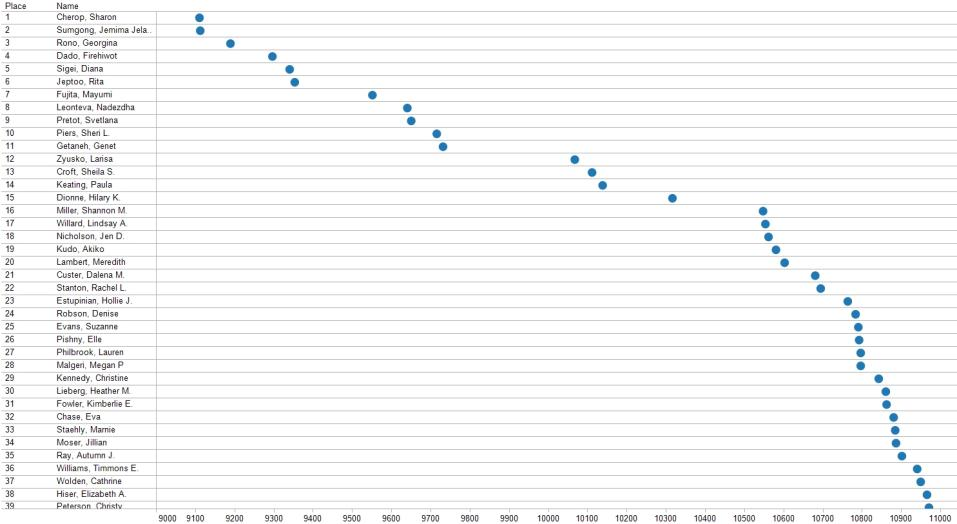 Place Name
1 Cherop, Sharon
2 Sumgong, Jemima Jela..
3 Rono, Georgina
4 Dado, Firehiwot
5 Sigei, Diana
6 Jeptoo, Rita
7 Fujita, Mayumi
8 Leonteva, Nadezdha
9 Pretot, Svetlana
10 Piers, Sheri L.
11 Getaneh, Genet
12 Zyusko, Larisa
13 Croft, Sheila S.
14 Keating, Paula
15 Dionne, Hilary K.
16 Miller, Shannon M.
17 Willard, Lindsay A.
18 Nicholson, Jen D.
19 Kudo, Akiko
20 Lambert, Meredith
21 Custer, Dalena M.
22 Stanton, Rachel L.
23 Estupinian, Hollie J.
24 Robson, Denise
25 Evans, Suzanne
26 Pishny, Elle
27 Philbrook, Lauren
28 Malgeri, Megan P
29 Kennedy, Christine
30 Lieberg, Heather M.
31 Fowler, Kimberlie E.
32 Chase, Eva
33 Staehly, Marnie
34 Moser, Jillian
35 Ray, Autumn J.
36 Williams, Timmons E.
37 Wolden, Cathrine
38 Hiser, Elizabeth A.
39 Peterson, Christy
9000 9100 9200 9300 9400 9500 9600 9700 9800 9900 10000 10100 10200 10300 10400 10500 10600 10700 10800 10900 11000